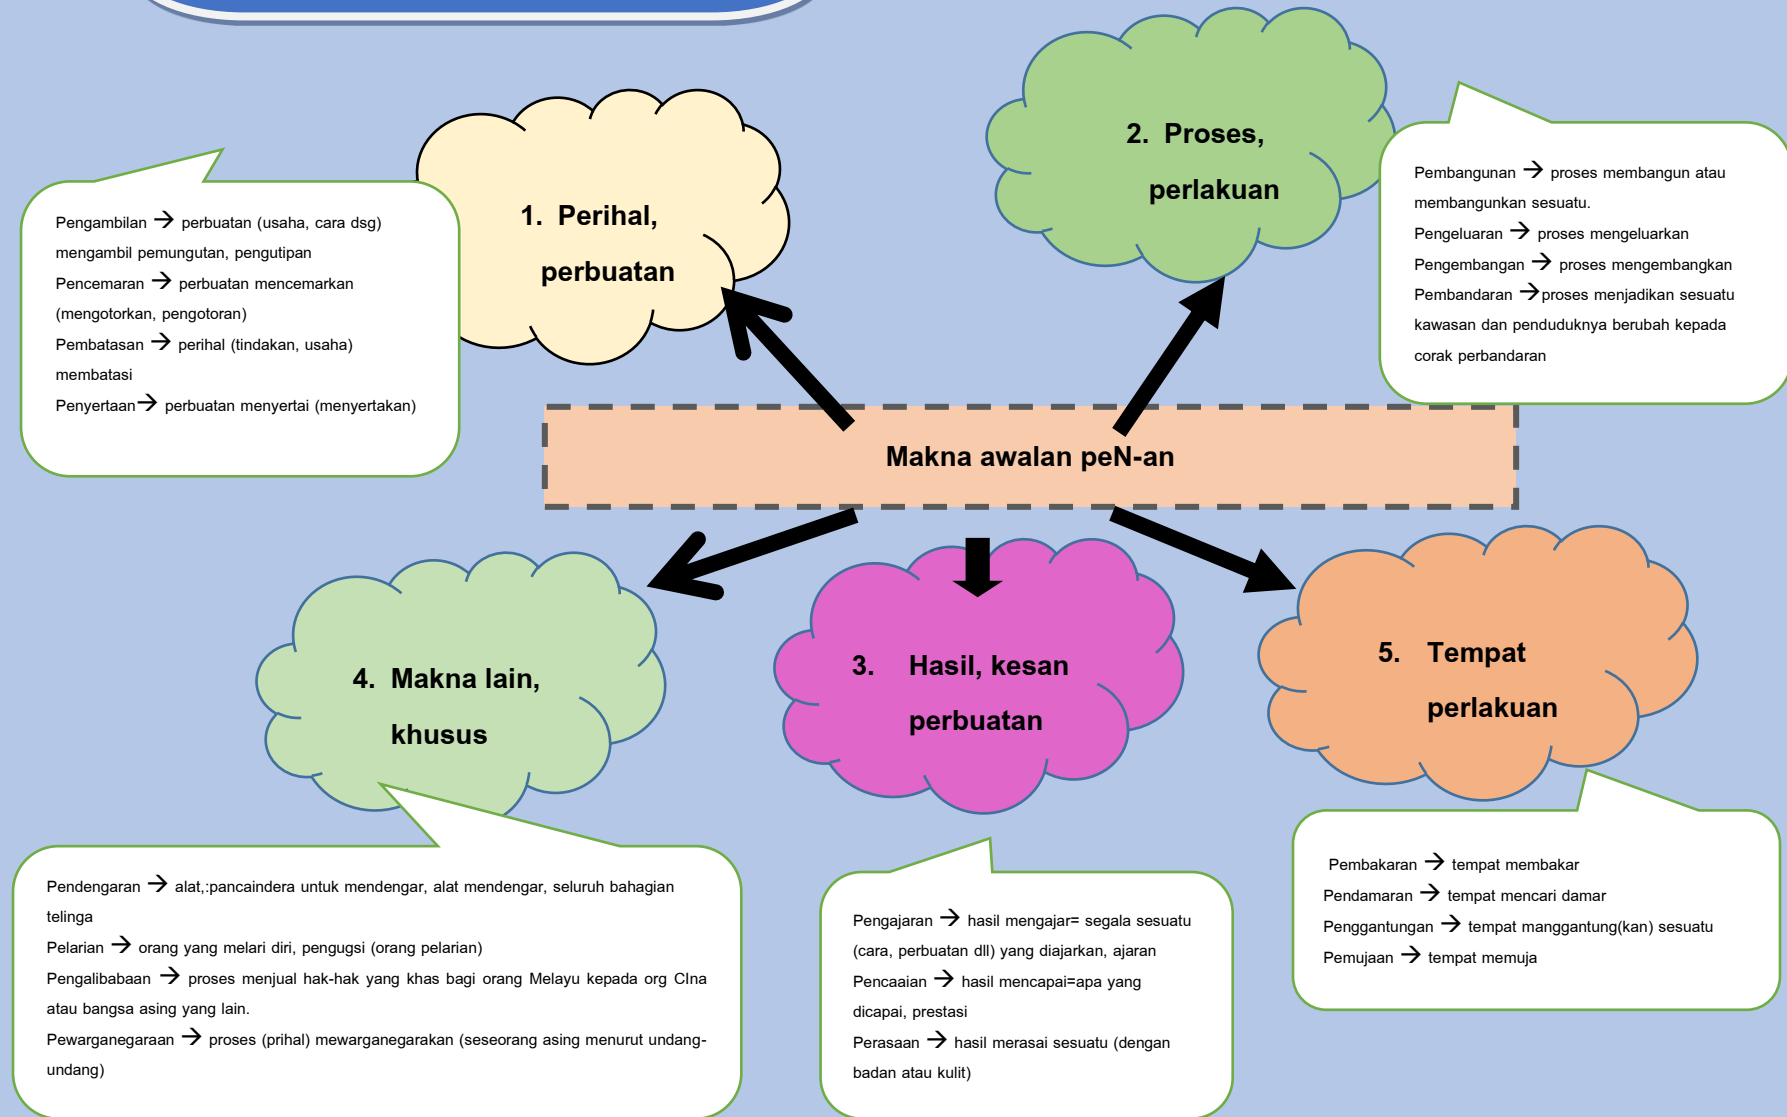 1. Perihal,
perbuatan
2. Proses,
perlakuan
Pengambilan → perbuatan (usaha, cara dsg)
mengambil pemungutan, pengutipan
Pencemaran → perbuatan mencemarkan
(mengotorkan, pengotoran)
Pembatasan → perihal (tindakan, usaha)
membatasi
Penyertaan→ perbuatan menyertai (menyertakan)
Pembangunan → proses membangun atau
membangunkan sesuatu.
Pengeluaran → proses mengeluarkan
Pengembangan → proses mengembangkan
Pembandaran →proses menjadikan sesuatu
kawasan dan penduduknya berubah kepada
corak perbandaran
Makna awalan peN-an
4. Makna lain,
khusus
3. Hasil, kesan
perbuatan
5. Tempat
perlakuan
Pendengaran → alat,:pancaindera untuk mendengar, alat mendengar, seluruh bahagian
telinga
Pelarian → orang yang melari diri, pengugsi (orang pelarian)
Pengalibabaan → proses menjual hak-hak yang khas bagi orang Melayu kepada org CIna
atau bangsa asing yang lain.
Pewarganegaraan → proses (prihal) mewarganegarakan (seseorang asing menurut undang-
undang)
Pengajaran → hasil mengajar= segala sesuatu
(cara, perbuatan dll) yang diajarkan, ajaran
Pencaaian → hasil mencapai=apa yang
dicapai, prestasi
Perasaan → hasil merasai sesuatu (dengan
badan atau kulit)
Pembakaran → tempat membakar
Pendamaran → tempat mencari damar
Penggantungan → tempat manggantung(kan) sesuatu
Pemujaan → tempat memuja